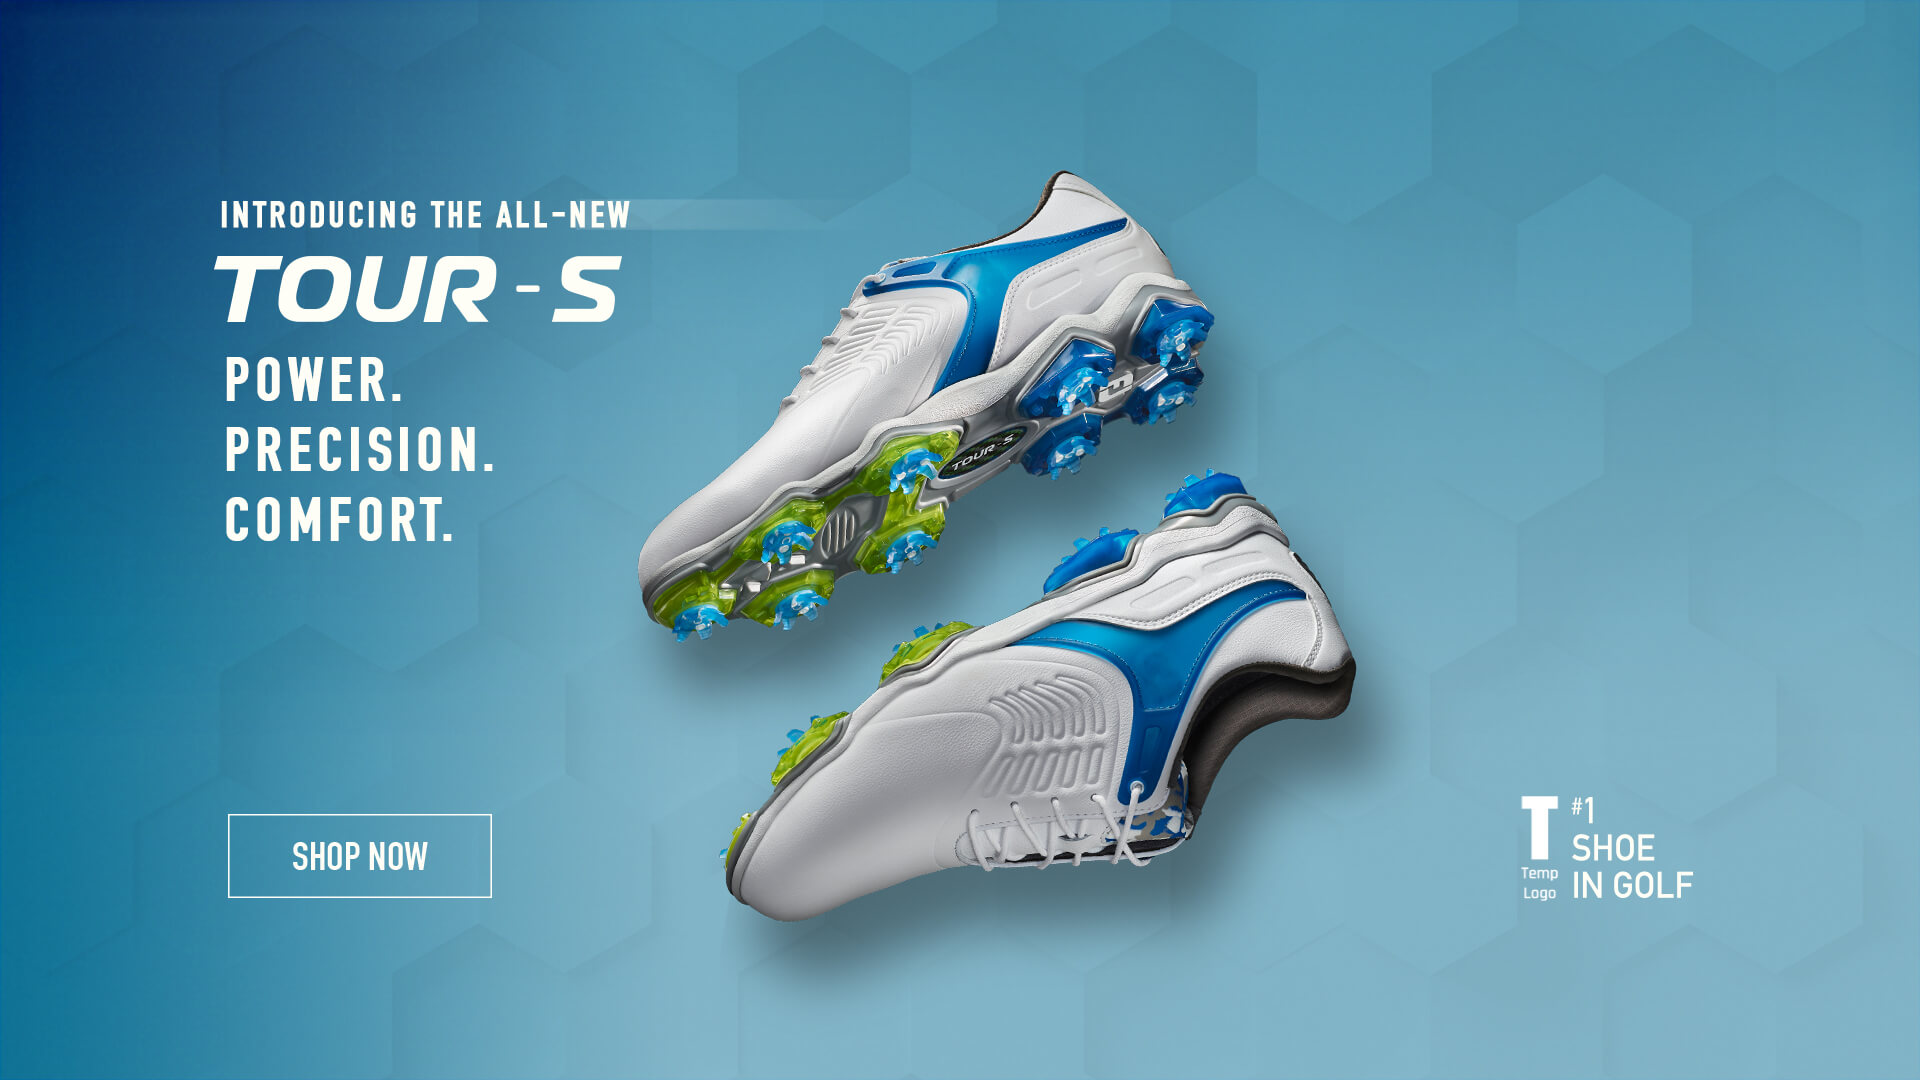 INTRODUCING THE ALL-NEW
TOUR-S
POWER.
PRECISION.
COMFORT.
SHOP NOW
TOUR-S
T
Temp
Logo
#1
SHOE
IN GOLF